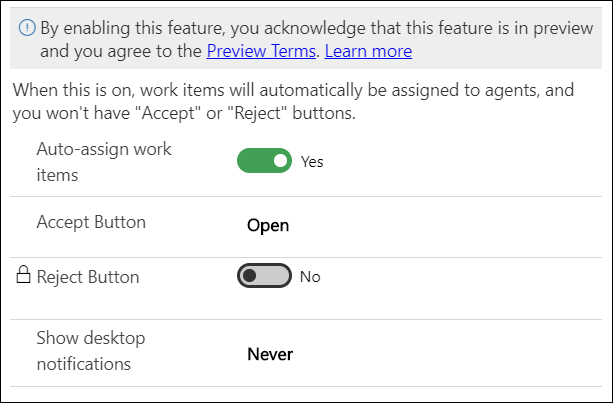 By enabling this feature, you acknowledge that this feature is in preview
and you agree to the Preview Terms. Learn more
When this is on, work items will automatically be assigned to agents, and
you won't have "Accept" or "Reject" buttons.
Auto-assign work
items
Yes
Accept Button
Open
Reject Button
No
Show desktop
notifications
Never